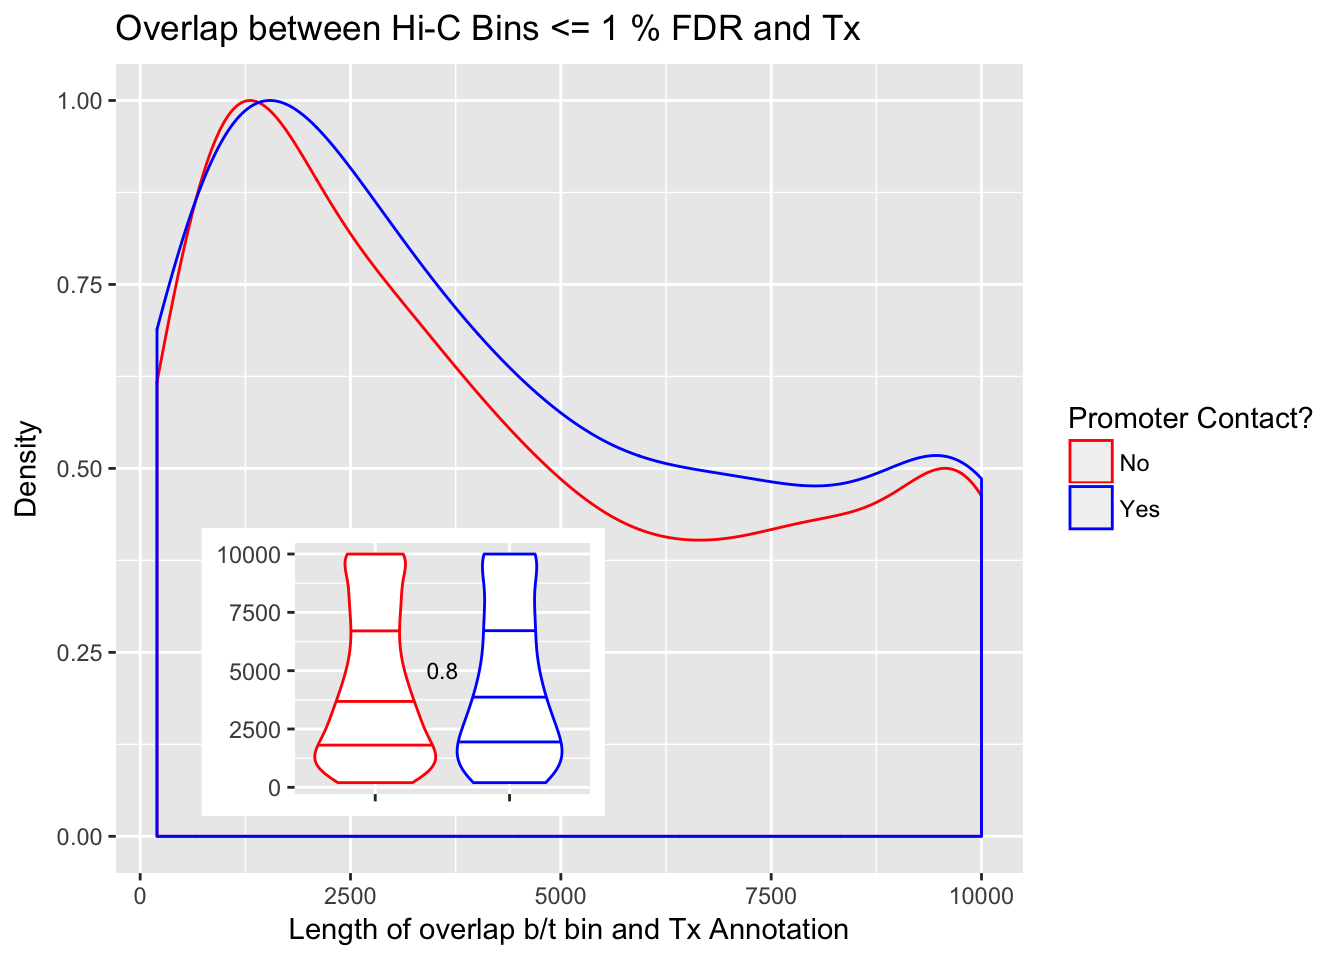 Overlap between Hi-C Bins <= 1 % FDR and Tx
1.00
0.75
0.50
0.25
0.00
Density
10000
7500
5000
2500
0
0.8
0
2500
5000
7500
10000
Length of overlap b/t bin and Tx Annotation
Promoter Contact?
No
Yes